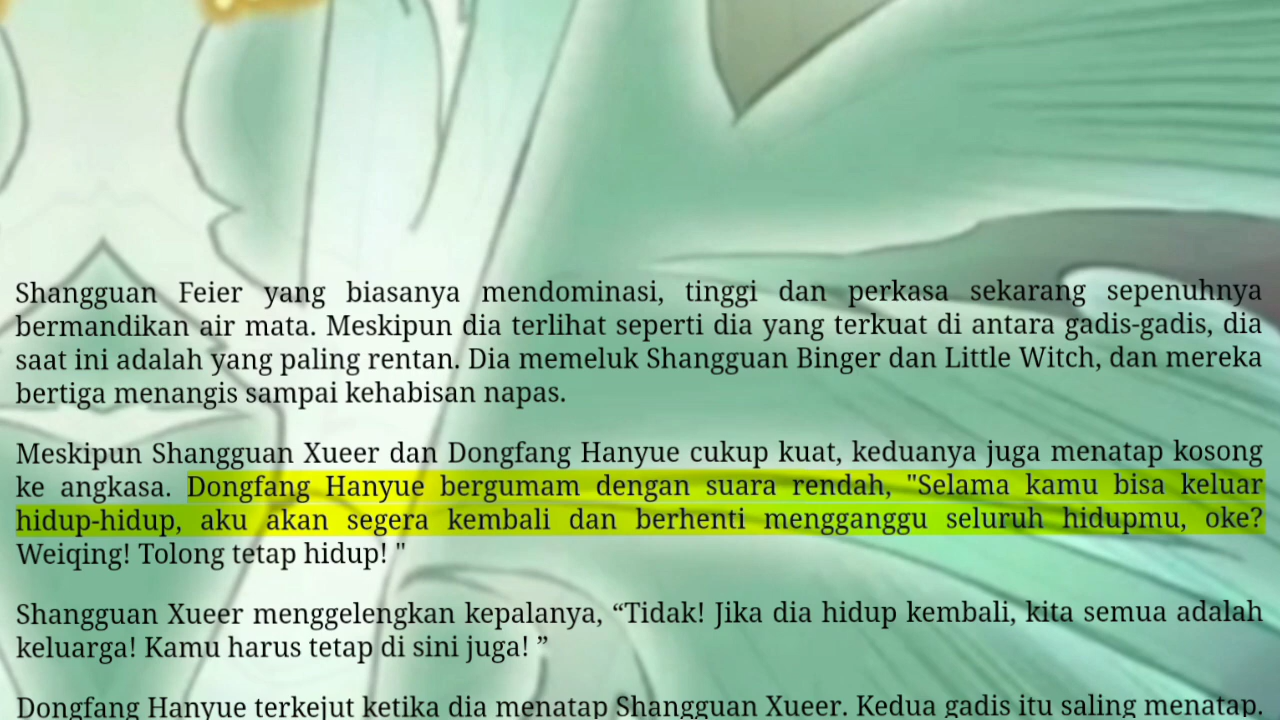 Shangguan Feier yang biasanya mendominasi, tinggi dan perkasa sekarang sepenuhnya
bermandikan air mata. Meskipun dia terlihat seperti dia yang terkuat di antara gadis-gadis, dia
saat ini adalah yang paling rentan. Dia memeluk Shangguan Binger dan Little Witch, dan mereka
bertiga menangis sampai kehabisan napas.
Meskipun Shangguan Xueer dan Dongfang Hanyue cukup kuat, keduanya juga menatap kosong
ke angkasa. Dongfang Hanyue bergumam dengan suara rendah, "Selama kamu bisa keluar
hidup-hidup, aku akan segera kembali dan berhenti mengganggu seluruh hidupmu, oke?
Weiqing! Tolong tetap hidup! "
Shangguan Xueer menggelengkan kepalanya, “Tidak! Jika dia hidup kembali, kita semua adalah
keluarga! Kamu harus tetap di sini juga! ”
Dongfang Hanyue terkejut ketika dia menatap Shangguan Xueer. Kedua gadis itu saling menatap.